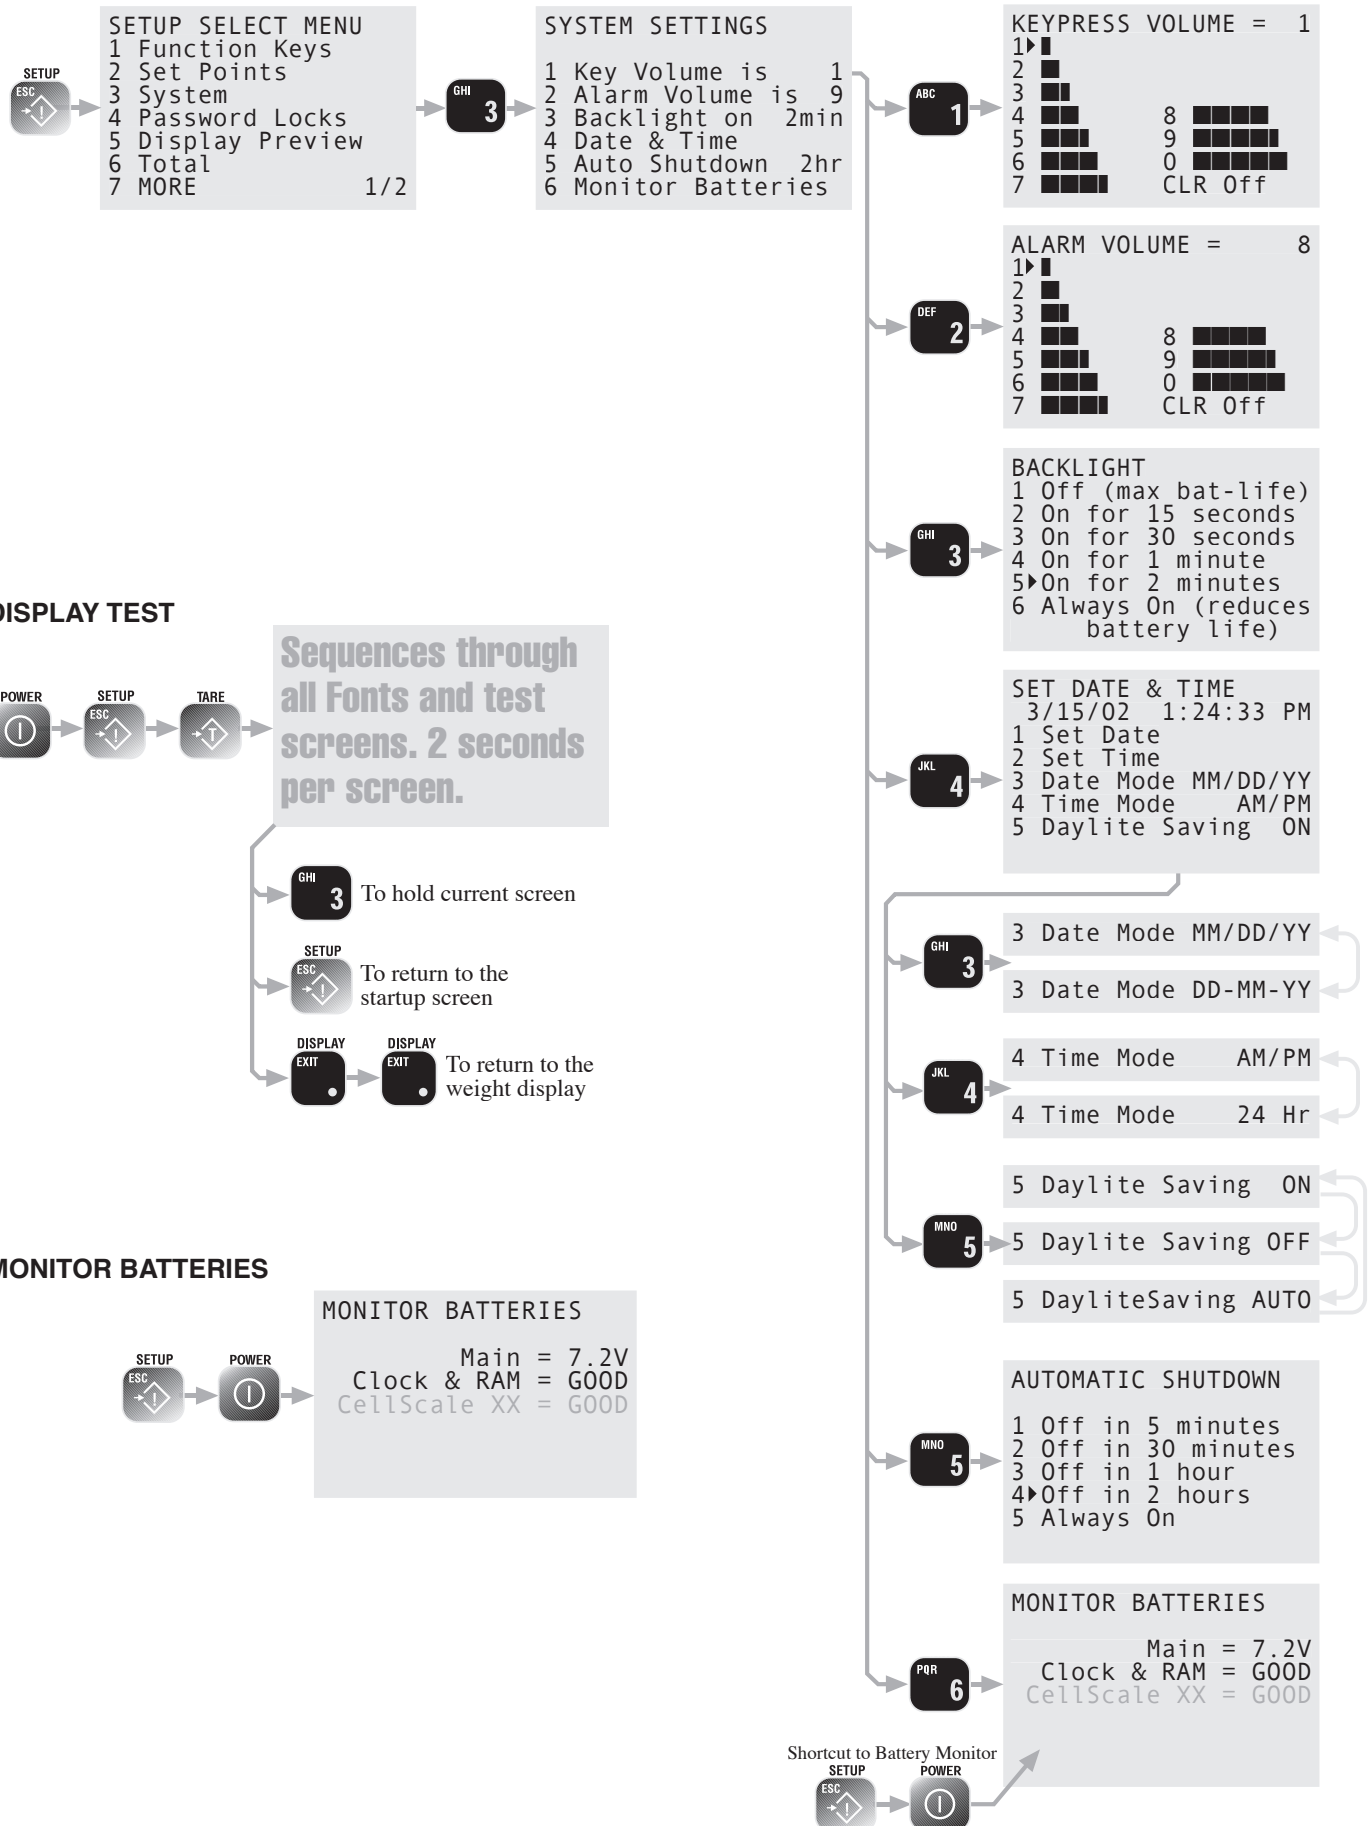 SETUP
ESC
SETUP SELECT MENU
1 Function Keys
2 Set Points
3 System
4 Password Locks
5 Display Preview
6 Total
7 MORE 1/2
GHI
3
SYSTEM SETTINGS
1 Key Volume is 1
2 Alarm Volume is 9
3 Backlight on 2min
4 Date & Time
5 Auto Shutdown 2hr
6 Monitor Batteries
ABC
1
KEYPRESS VOLUME = 1
1
2
3
4 8
5 9
6 0
7 CLR Off
DEF
2
ALARM VOLUME = 8
1
2
3
4 8
5 9
6 0
7 CLR Off
GHI
3
BACKLIGHT
1 Off (max bat-life)
2 On for 15 seconds
3 On for 30 seconds
4 On for 1 minute
5 On for 2 minutes
6 Always On (reduces
battery life)
JKL
4
SET DATE & TIME
3/15/02 1:24:33 PM
1 Set Date
2 Set Time
3 Date Mode MM/DD/YY
4 Time Mode AM/PM
5 Daylite Saving ON
GHI
3
3 Date Mode MM/DD/YY
3 Date Mode DD-MM-YY
JKL
4
4 Time Mode AM/PM
4 Time Mode 24 Hr
MNO
5
5 Daylite Saving ON
5 Daylite Saving OFF
5 DayliteSaving AUTO
MNO
5
AUTOMATIC SHUTDOWN
1 Off in 5 minutes
2 Off in 30 minutes
3 Off in 1 hour
4 Off in 2 hours
5 Always On
PQR
6
MONITOR BATTERIES
Main = 7.2V
Clock & RAM = GOOD
CellScale XX = GOOD
Shortcut to Battery Monitor
SETUP POWER
ESC
DISPLAY TEST
POWER SETUP TARE
ESC
T
Sequences through
all Fonts and test
screens. 2 seconds
per screen.
GHI
3
To hold current screen
SETUP
ESC
To return to the
startup screen
DISPLAY DISPLAY
EXIT EXIT
To return to the
weight display
MONITOR BATTERIES
SETUP POWER
ESC
MONITOR BATTERIES
Main = 7.2V
Clock & RAM = GOOD
CellScale XX = GOOD